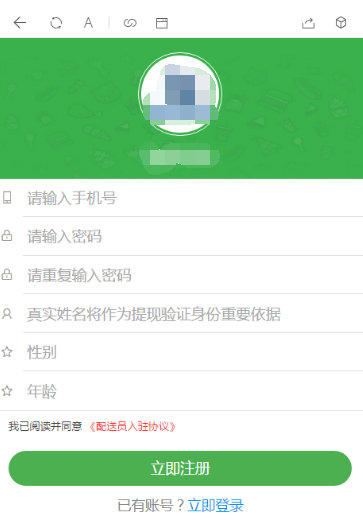 A
请输入手机号
请输入密码
请重复输入密码
真实姓名将作为提现验证身份重要依据
性别
年龄
我已阅读并同意 《配送员入驻协议》
立即注册
已有账号？立即登录